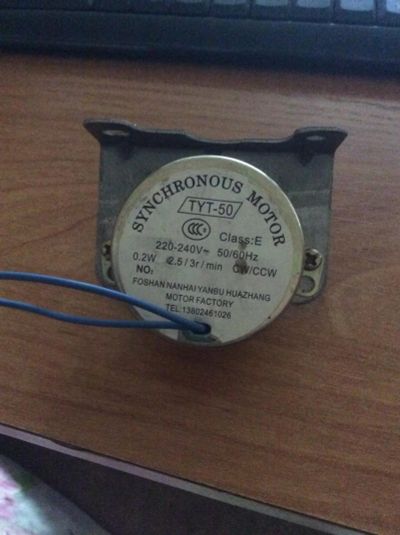 SYNCHRONOUS MOTOR
TYT-50
CCC
Class:E
220-240V~ 50/60Hz
0.2W 2.5/3r/min CW/CCW
NO:
FOSHAN NANHAI YANBU HUAZHANG
MOTOR FACTORY
TEL:13802461026